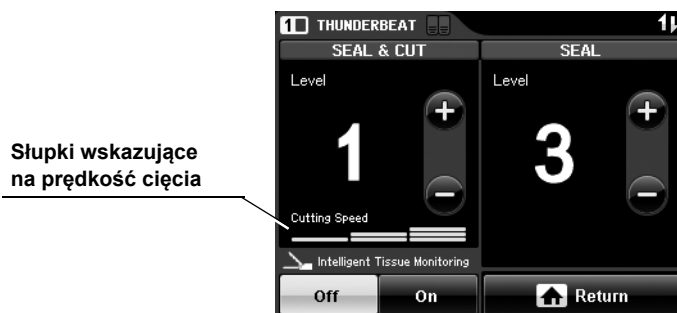 1 THUNDERBEAT
SEAL & CUT
SEAL
Level
1
+
−
Level
3
+
−
Słupki wskazujące
na prędkość cięcia
Cutting Speed
Intelligent Tissue Monitoring
Off
On
Return